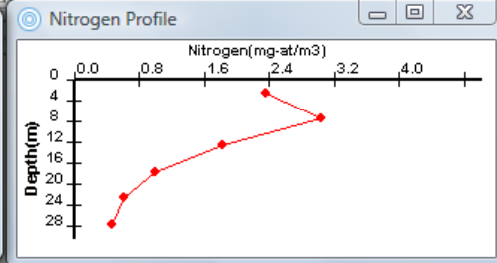 Nitrogen Profile
Nitrogen(mg-at/m3)
0.0 0.8 1.6 2.4 3.2 4.0
Depth(m)
0
4
8
12
16
20
24
28